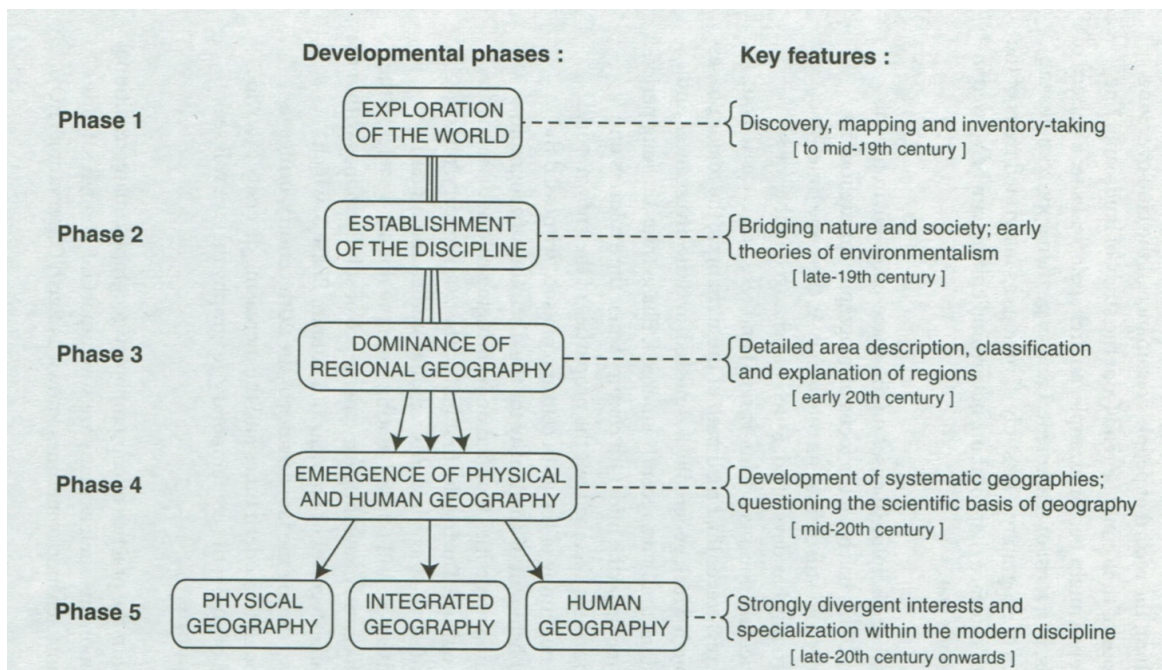 Developmental phases :
Key features :
Phase 1
EXPLORATION
OF THE WORLD
Discovery, mapping and inventory-taking
[ to mid-19th century ]
Phase 2
ESTABLISHMENT
OF THE DISCIPLINE
Bridging nature and society; early
theories of environmentalism
[ late-19th century ]
Phase 3
DOMINANCE OF
REGIONAL GEOGRAPHY
Detailed area description, classification
and explanation of regions
[ early 20th century ]
Phase 4
EMERGENCE OF PHYSICAL
AND HUMAN GEOGRAPHY
Development of systematic geographies;
questioning the scientific basis of geography
[ mid-20th century ]
Phase 5
PHYSICAL
GEOGRAPHY
INTEGRATED
GEOGRAPHY
HUMAN
GEOGRAPHY
Strongly divergent interests and
specialization within the modern discipline
[ late-20th century onwards ]